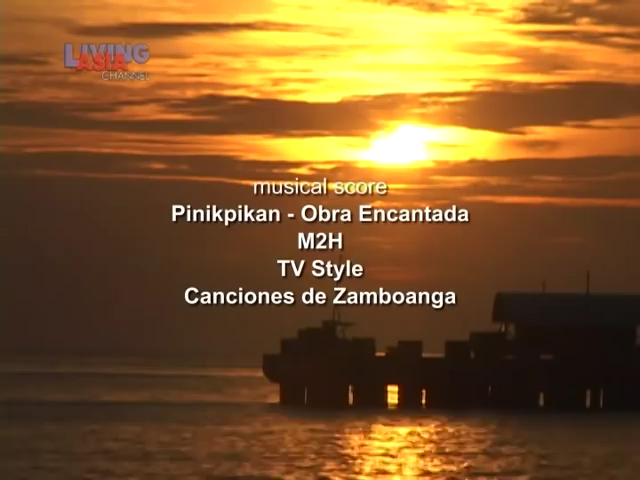 LIVING
ASIA
CHANNEL
musical score
Pinikpikan - Obra Encantada
M2H
TV Style
Canciones de Zamboanga